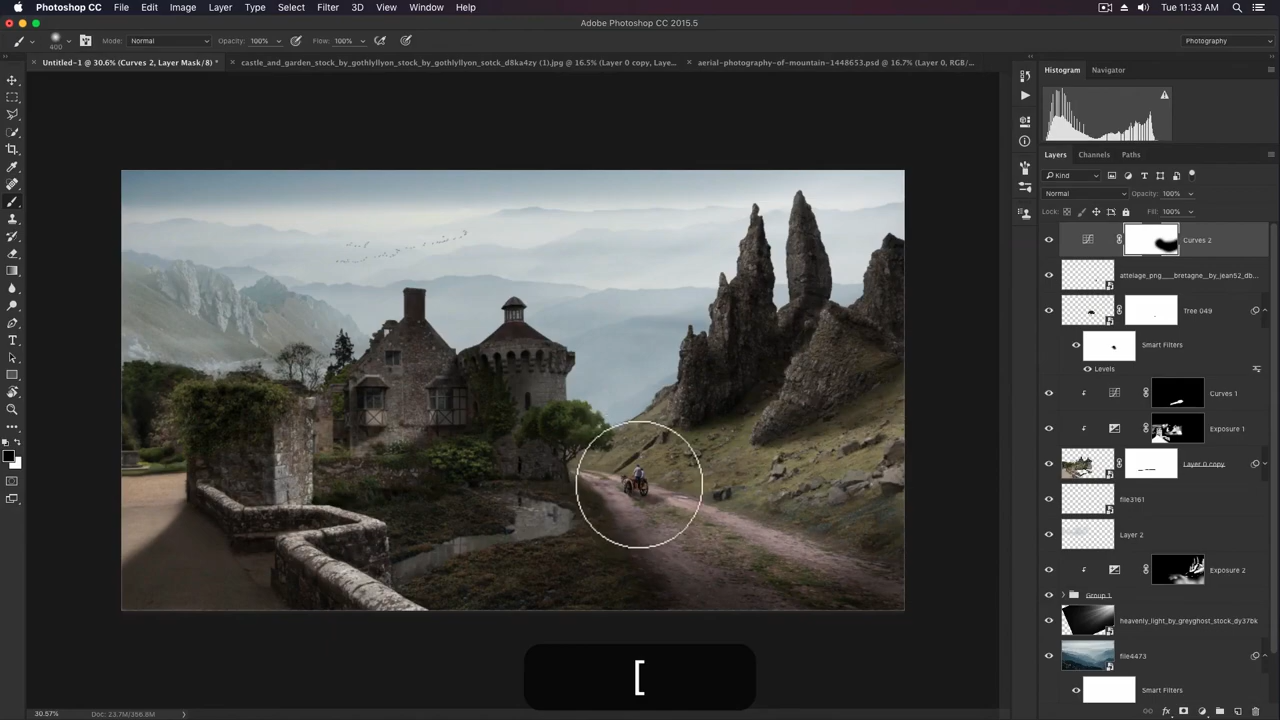 Photoshop CC File Edit Image Layer Type Select Filter 3D View Window Help Tue 11:33 AM
Adobe Photoshop CC 2015.5
400 Mode: Normal Opacity: 100% Flow: 100% Photography
Untitled-1 @ 30.6% (Curves 2, Layer Mask/8) * castle_and_garden_stock_by_gothlyllyon_stock_by_gothlyllyon_sotck_d8ka4zy (1).jpg @ 16.5% (Layer 0 copy, Laye... aerial-photography-of-mountain-1448653.psd @ 16.7% (Layer 0, RGB/...
Histogram Navigator
Layers Channels Paths
Kind
Normal Opacity: 100%
Lock: Fill: 100%
Curves 2
attelage_png___bretagne__by_jean52_db...
Tree 049
Smart Filters
Levels
Curves 1
Exposure 1
Layer 0 copy
file3161
Layer 2
Exposure 2
Group 1
heavenly_light_by_greyghost_stock_dy37bk
file4473
Smart Filters
[
30.57% Doc: 23.7M/356.8M